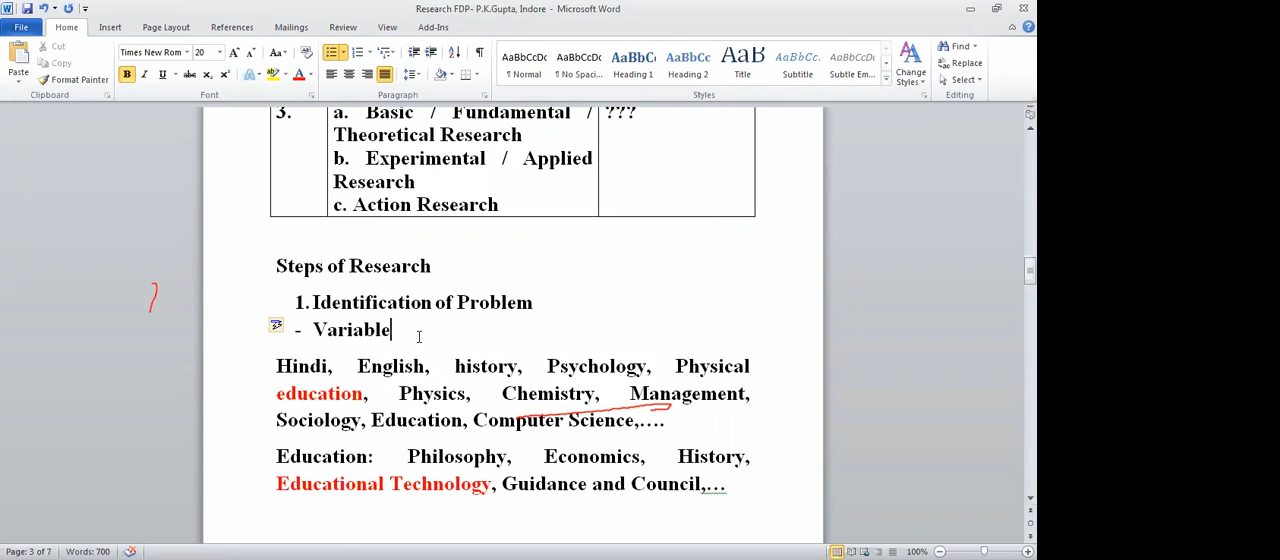 Research FDP- P.K.Gupta, Indore - Microsoft Word
File Home Insert Page Layout References Mailings Review View Add-Ins
Cut
Copy
Format Painter
Paste
Clipboard
Times New Rom 20
Font
Paragraph
AaBbCcDc AaBbCcDc AaBbC AaBbCc AaB AaBbCc. AaBbCcDc
¶ Normal ¶ No Spaci... Heading 1 Heading 2 Title Subtitle Subtle Em...
Styles
Change Styles
Find
Replace
Select
Editing
3. a. Basic / Fundamental / ???
Theoretical Research
b. Experimental / Applied
Research
c. Action Research
Steps of Research
1. Identification of Problem
- Variable
Hindi, English, history, Psychology, Physical
education, Physics, Chemistry, Management,
Sociology, Education, Computer Science,....
Education: Philosophy, Economics, History,
Educational Technology, Guidance and Council,...
Page: 3 of 7 Words: 700 100%